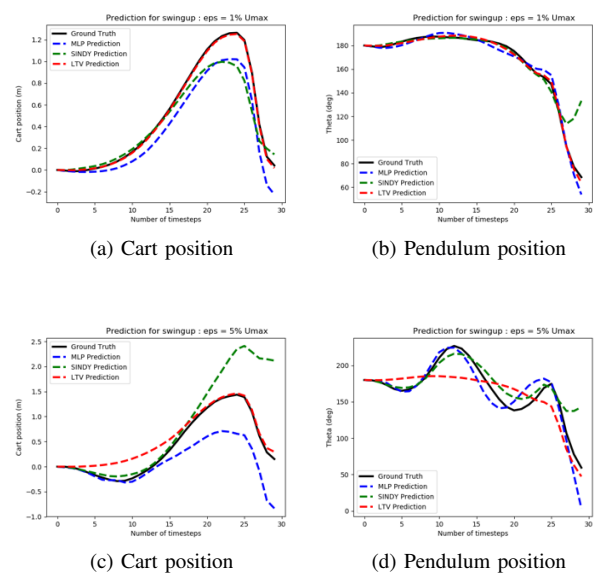 Prediction for swingup : eps = 1% Umax
Ground Truth
MLP Prediction
SINDY Prediction
LTV Prediction
Cart position (m)
1.2
1.0
0.8
0.6
0.4
0.2
0.0
−0.2
0 5 10 15 20 25 30
Number of timesteps
(a) Cart position
Prediction for swingup : eps = 1% Umax
Theta (deg)
180
160
140
120
100
80
60
Ground Truth
MLP Prediction
SINDY Prediction
LTV Prediction
0 5 10 15 20 25 30
Number of timesteps
(b) Pendulum position
Prediction for swingup : eps = 5% Umax
Ground Truth
MLP Prediction
SINDY Prediction
LTV Prediction
Cart position (m)
2.5
2.0
1.5
1.0
0.5
0.0
−0.5
−1.0
0 5 10 15 20 25 30
Number of timesteps
(c) Cart position
Prediction for swingup : eps = 5% Umax
Theta (deg)
200
150
100
50
0
Ground Truth
MLP Prediction
SINDY Prediction
LTV Prediction
0 5 10 15 20 25 30
Number of timesteps
(d) Pendulum position